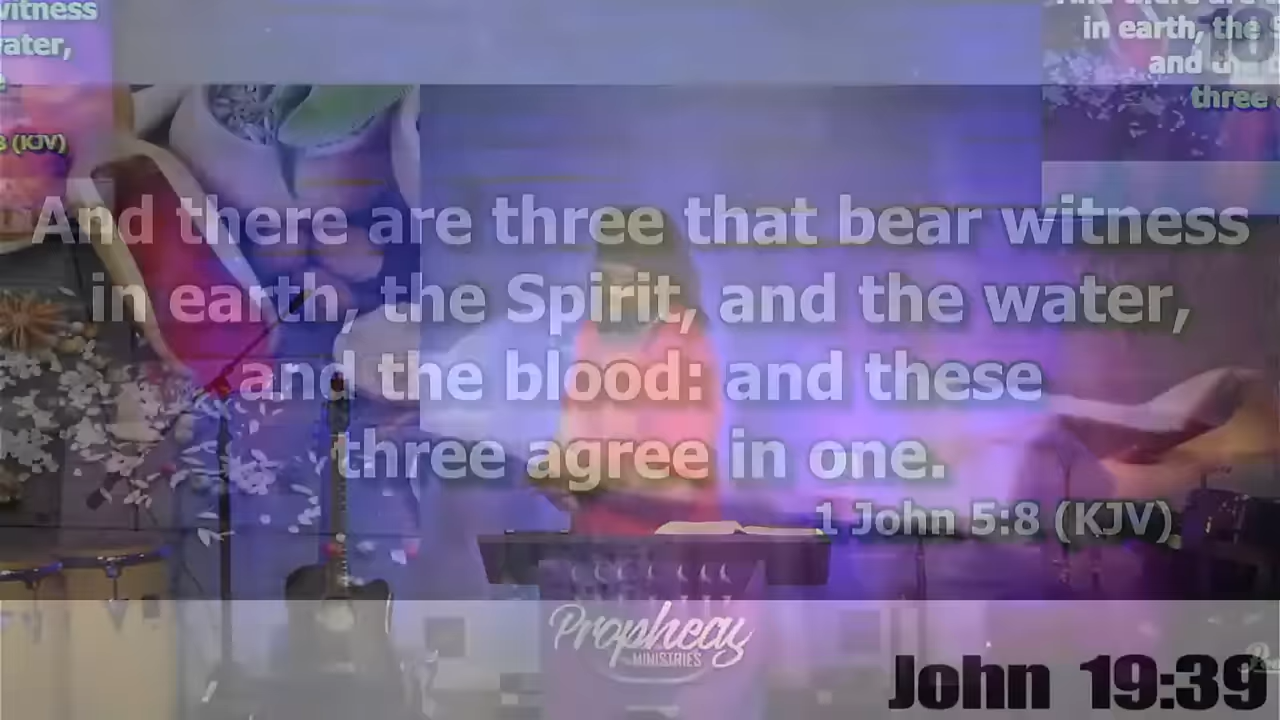 witness
water,
8 (KJV)
in earth, the S
and the
three
And there are three that bear witness
in earth, the Spirit, and the water,
and the blood: and these
three agree in one.
1 John 5:8 (KJV)
Prophecy
MINISTRIES
John 19:39